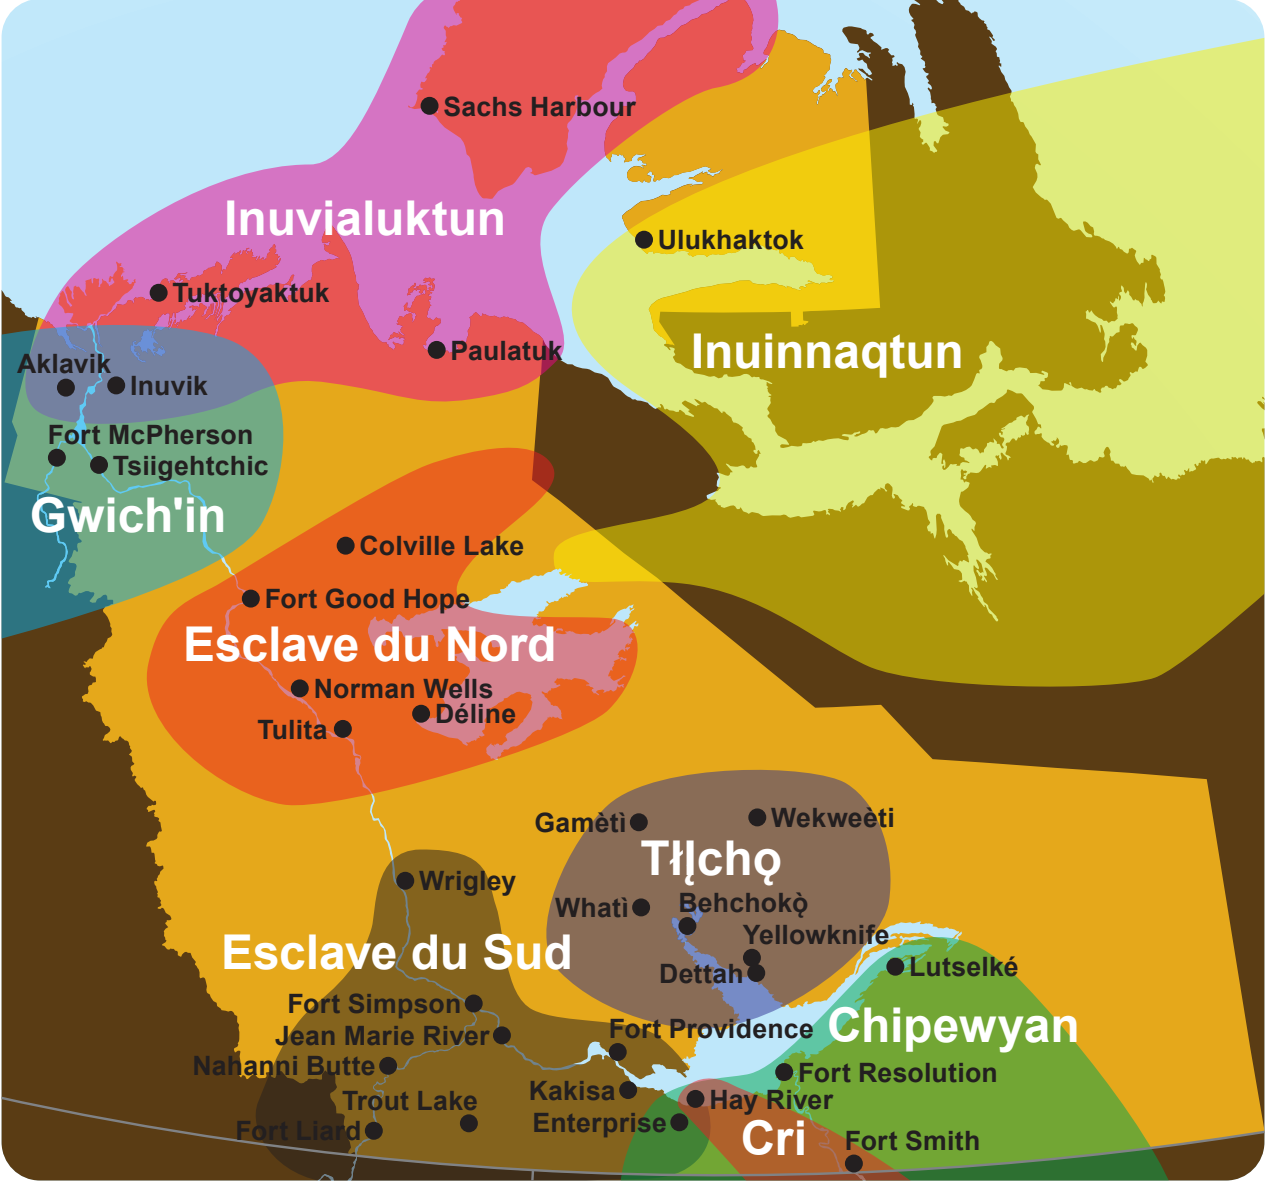 Sachs Harbour
Inuvialuktun
Ulukhaktok
Tuktoyaktuk
Paulatuk
Inuinnaqtun
Aklavik
Inuvik
Fort McPherson
Tsiigehtchic
Gwich'in
Colville Lake
Fort Good Hope
Esclave du Nord
Norman Wells
Déline
Tulita
Gamètì
Wekweèti
Tłı̨chǫ
Wrigley
Whatì
Behchokǫ̀
Yellowknife
Esclave du Sud
Dettah
Lutselké
Fort Simpson
Chipewyan
Jean Marie River
Fort Providence
Nahanni Butte
Fort Resolution
Kakisa
Trout Lake
Hay River
Enterprise
Fort Liard
Cri
Fort Smith